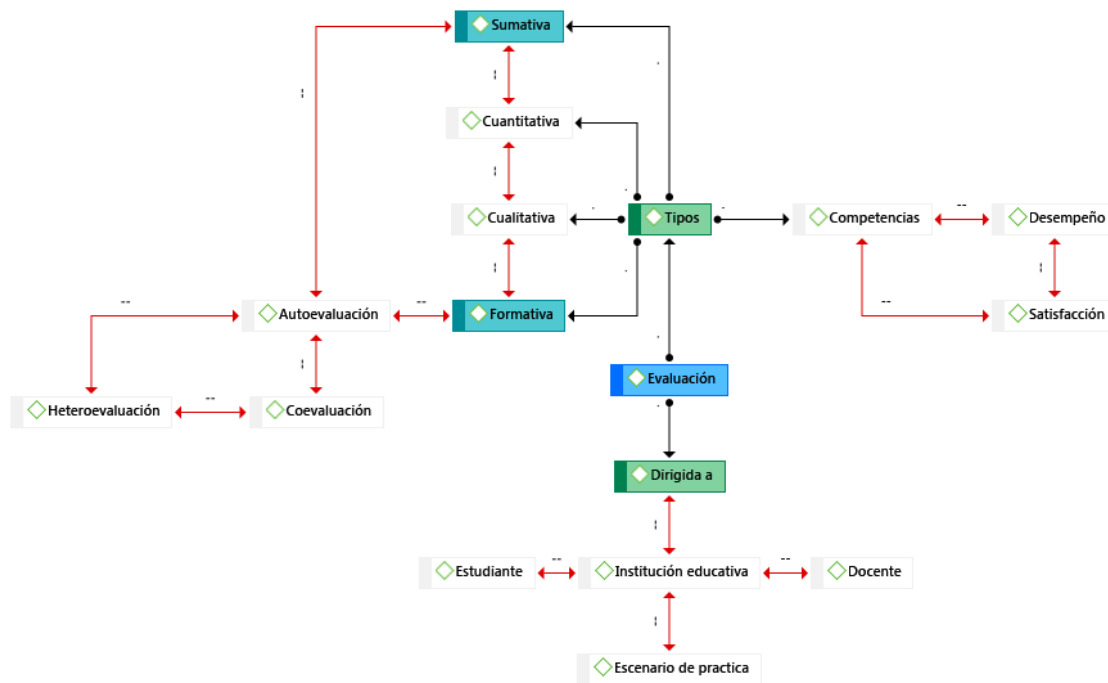 Sumativa
Cuantitativa
Cualitativa
Tipos
Competencias
Desempeño
Autoevaluación
Formativa
Satisfacción
Evaluación
Heteroevaluación
Coevaluación
Dirigida a
Estudiante
Institución educativa
Docente
Escenario de practica